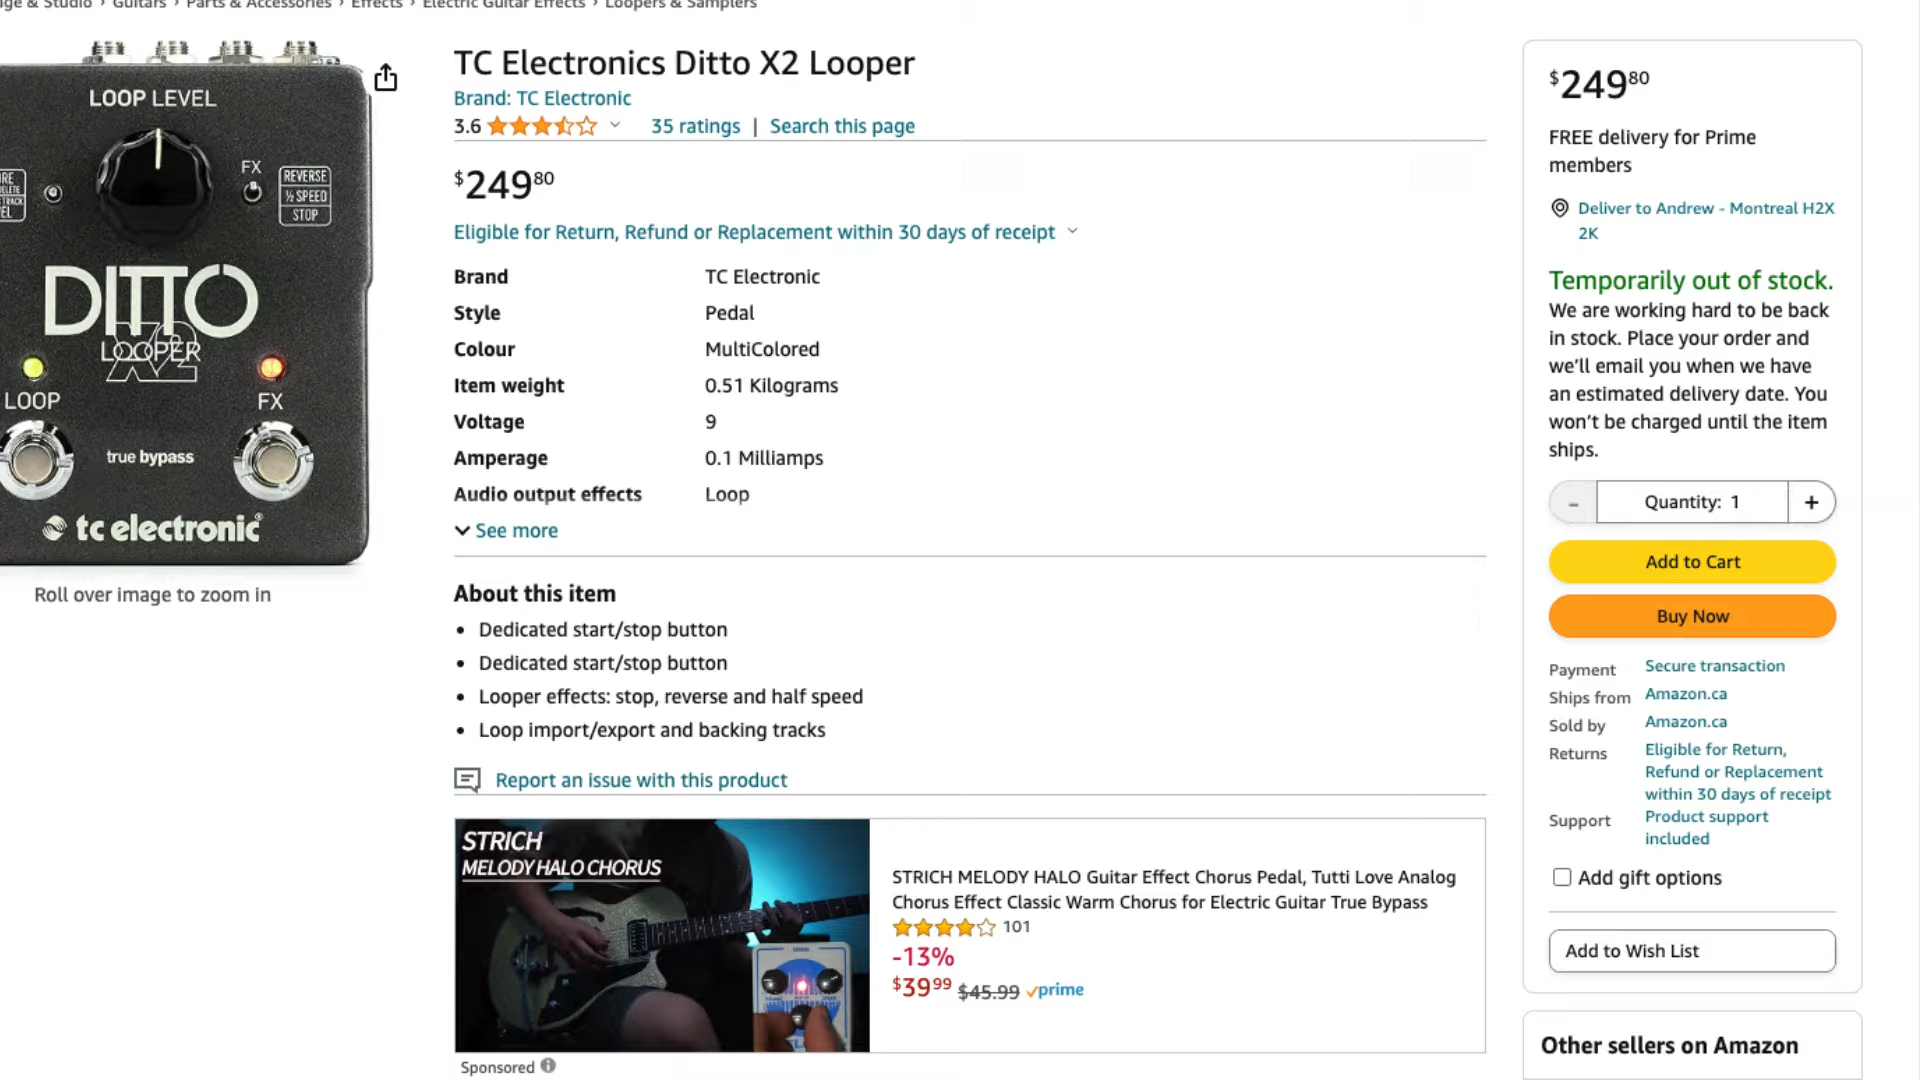 & Studio › Guitars › Parts & Accessories › Effects › Electric Guitar Effects › Loopers & Samplers
LOOP LEVEL
FX
REVERSE
½ SPEED
STOP
DITTO
LOOPER
X2
LOOP
FX
true bypass
tc electronic
Roll over image to zoom in
TC Electronics Ditto X2 Looper
Brand: TC Electronic
3.6
35 ratings | Search this page
$249 80
Eligible for Return, Refund or Replacement within 30 days of receipt
Brand TC Electronic
Style Pedal
Colour MultiColored
Item weight 0.51 Kilograms
Voltage 9
Amperage 0.1 Milliamps
Audio output effects Loop
See more
About this item
• Dedicated start/stop button
• Dedicated start/stop button
• Looper effects: stop, reverse and half speed
• Loop import/export and backing tracks
Report an issue with this product
STRICH
MELODY HALO CHORUS
STRICH MELODY HALO Guitar Effect Chorus Pedal, Tutti Love Analog
Chorus Effect Classic Warm Chorus for Electric Guitar True Bypass
101
-13%
$39 99 $45.99 prime
Sponsored
$249 80
FREE delivery for Prime
members
Deliver to Andrew - Montreal H2X
2K
Temporarily out of stock.
We are working hard to be back
in stock. Place your order and
we'll email you when we have
an estimated delivery date. You
won't be charged until the item
ships.
- Quantity: 1 +
Add to Cart
Buy Now
Payment Secure transaction
Ships from Amazon.ca
Sold by Amazon.ca
Returns Eligible for Return,
Refund or Replacement
within 30 days of receipt
Support Product support
included
Add gift options
Add to Wish List
Other sellers on Amazon